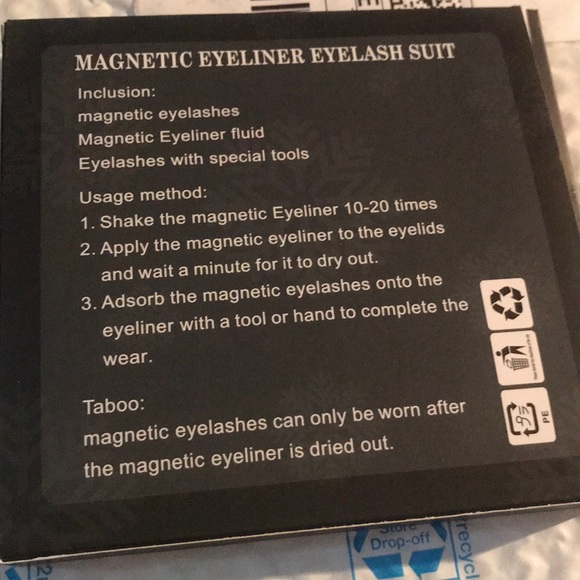 MAGNETIC EYELINER EYELASH SUIT
Inclusion:
magnetic eyelashes
Magnetic Eyeliner fluid
Eyelashes with special tools
Usage method:
1. Shake the magnetic Eyeliner 10-20 times
2. Apply the magnetic eyeliner to the eyelids
and wait a minute for it to dry out.
3. Adsorb the magnetic eyelashes onto the
eyeliner with a tool or hand to complete the
wear.
PE
Taboo:
magnetic eyelashes can only be worn after
the magnetic eyeliner is dried out.
Store
Drop-off
recycl